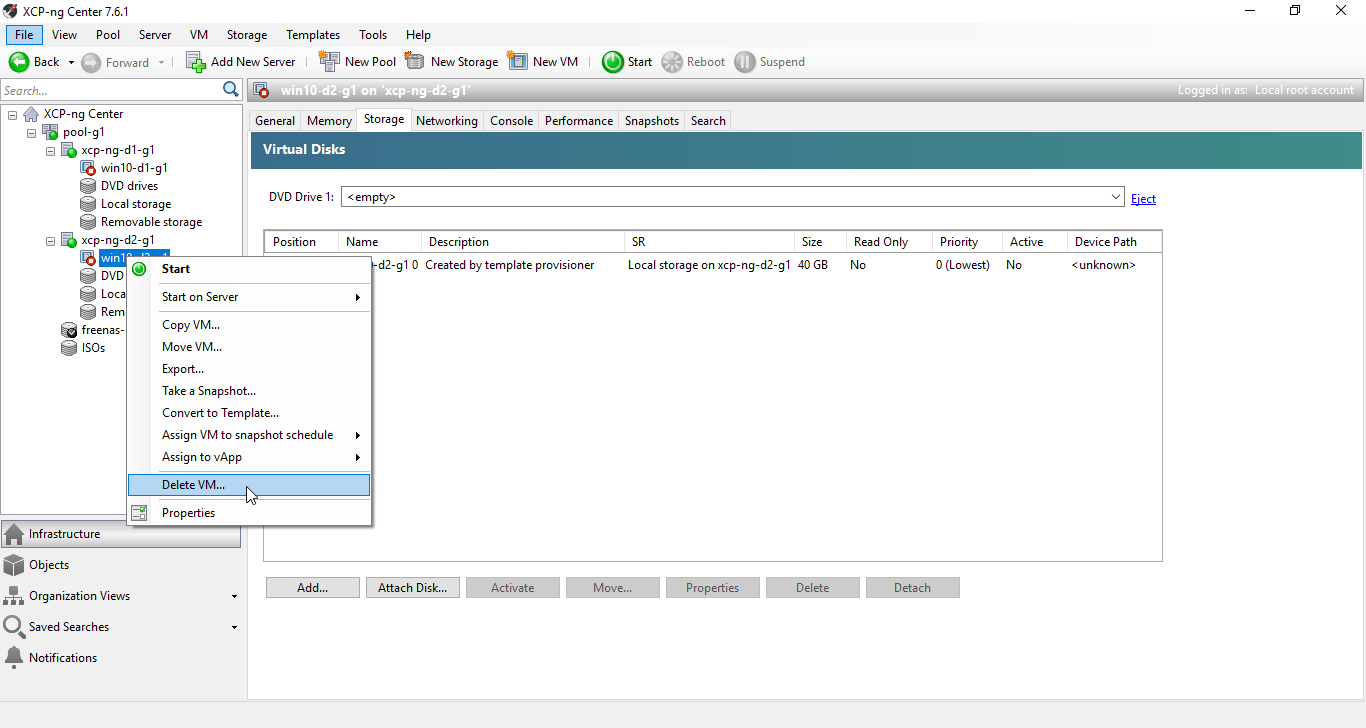 XCP-ng Center 7.6.1
File View Pool Server VM Storage Templates Tools Help
Back Forward Add New Server New Pool New Storage New VM Start Reboot Suspend
Search...
win10-d2-g1 on 'xcp-ng-d2-g1' Logged in as: Local root account
XCP-ng Center
pool-g1
xcp-ng-d1-g1
win10-d1-g1
DVD drives
Local storage
Removable storage
xcp-ng-d2-g1
DVD
Loca
Rem
freenas-
ISOs
General Memory Storage Networking Console Performance Snapshots Search
Virtual Disks
DVD Drive 1: <empty> Eject
Position Name Description SR Size Read Only Priority Active Device Path
-d2-g1 0 Created by template provisioner Local storage on xcp-ng-d2-g1 40 GB No 0 (Lowest) No <unknown>
Start
Start on Server
Copy VM...
Move VM...
Export...
Take a Snapshot...
Convert to Template...
Assign VM to snapshot schedule
Assign to vApp
Delete VM...
Properties
Infrastructure
Objects
Organization Views
Saved Searches
Notifications
Add... Attach Disk... Activate Move... Properties Delete Detach